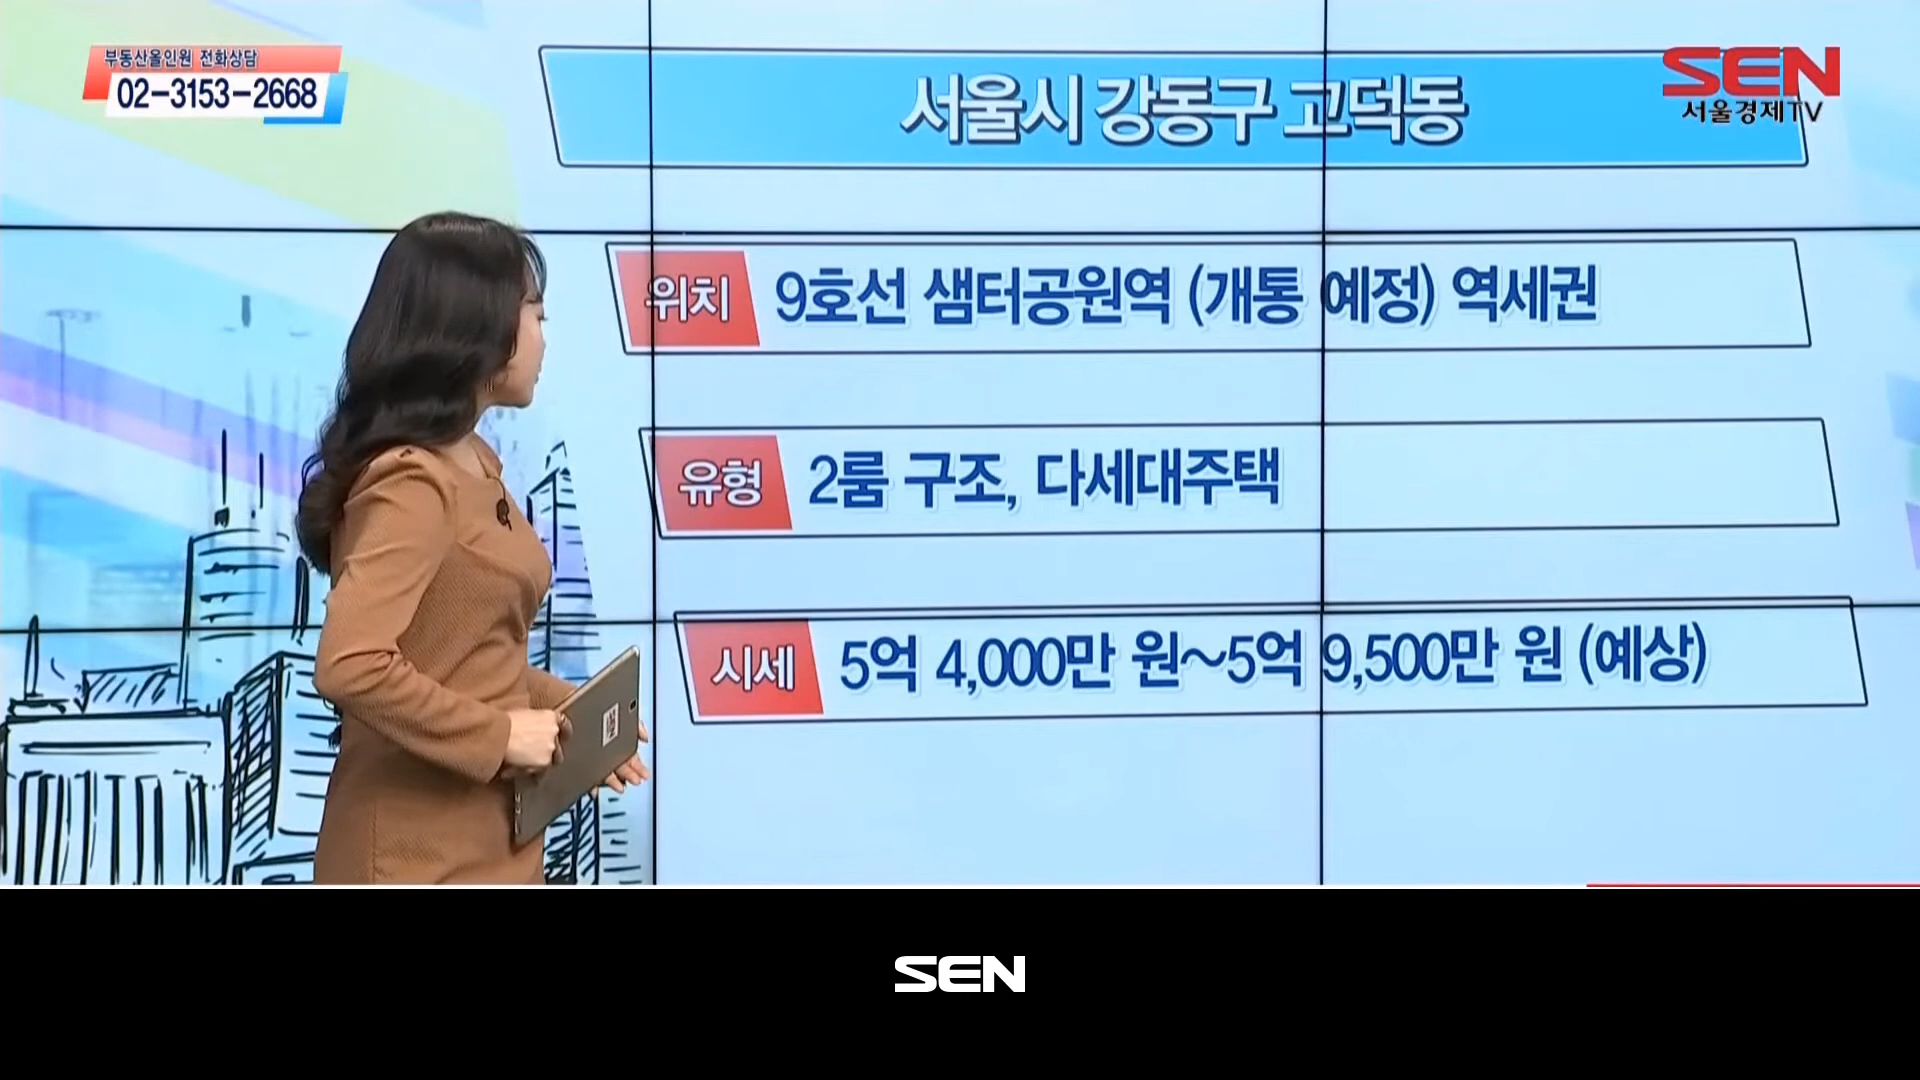 부동산올인원 전화상담
02-3153-2668
서울시 강동구 고덕동
SEN
서울경제TV
위치 9호선 샘터공원역 (개통 예정) 역세권
유형 2룸 구조, 다세대주택
시세 5억 4,000만 원~5억 9,500만 원 (예상)
SEN